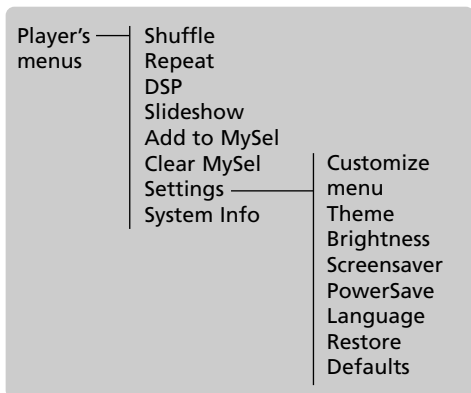 Player's
menus
Shuffle
Repeat
DSP
Slideshow
Add to MySel
Clear MySel
Settings
System Info
Customize
menu
Theme
Brightness
Screensaver
PowerSave
Language
Restore
Defaults